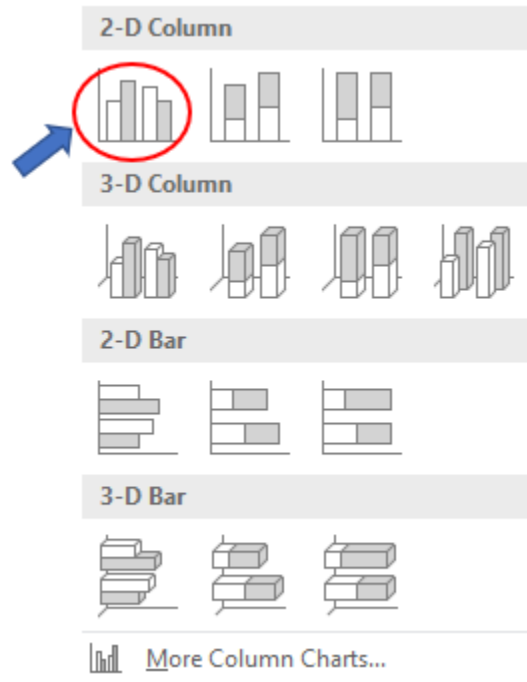 2-D Column
3-D Column
2-D Bar
3-D Bar
More Column Charts...